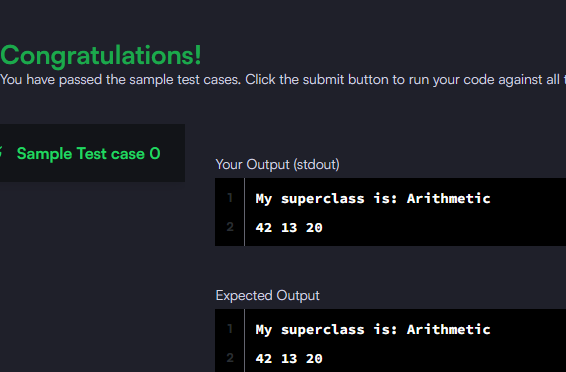 Congratulations!
You have passed the sample test cases. Click the submit button to run your code against all
Sample Test case 0
Your Output (stdout)
1 My superclass is: Arithmetic
2 42 13 20
Expected Output
1 My superclass is: Arithmetic
2 42 13 20